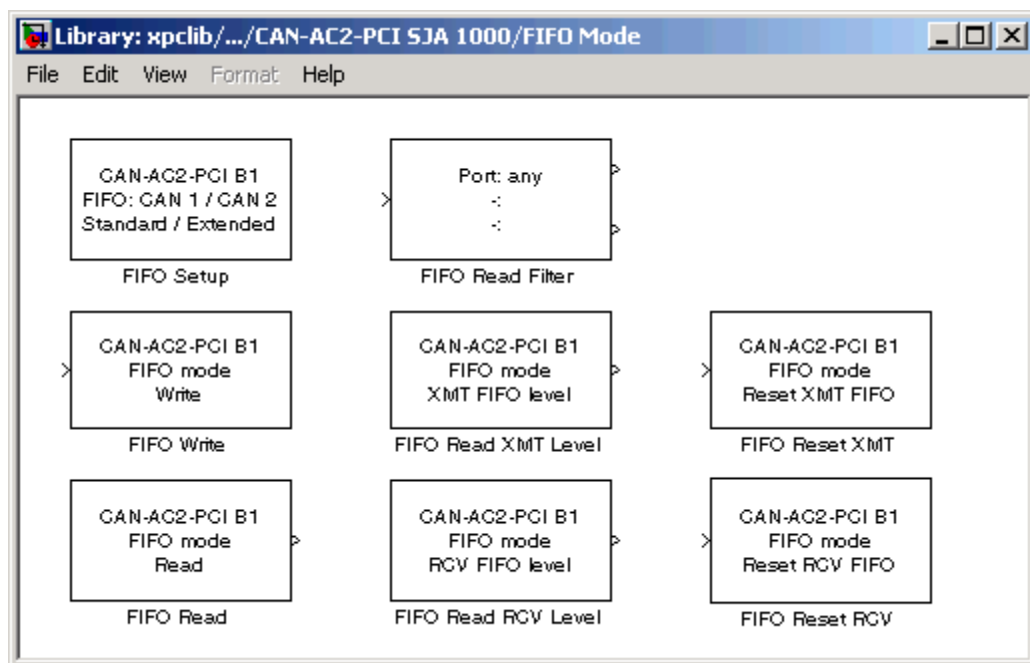 Library: xpclib/.../CAN-AC2-PCI SJA 1000/FIFO Mode
File Edit View Format Help
CAN-AC2-PCI B1
FIFO: CAN 1 / CAN 2
Standard / Extended
FIFO Setup
Port: any
-:
-:
FIFO Read Filter
CAN-AC2-PCI B1
FIFO mode
Write
FIFO Write
CAN-AC2-PCI B1
FIFO mode
XMT FIFO level
FIFO Read XMT Level
CAN-AC2-PCI B1
FIFO mode
Reset XMT FIFO
FIFO Reset XMT
CAN-AC2-PCI B1
FIFO mode
Read
FIFO Read
CAN-AC2-PCI B1
FIFO mode
RCV FIFO level
FIFO Read RCV Level
CAN-AC2-PCI B1
FIFO mode
Reset RCV FIFO
FIFO Reset RCV